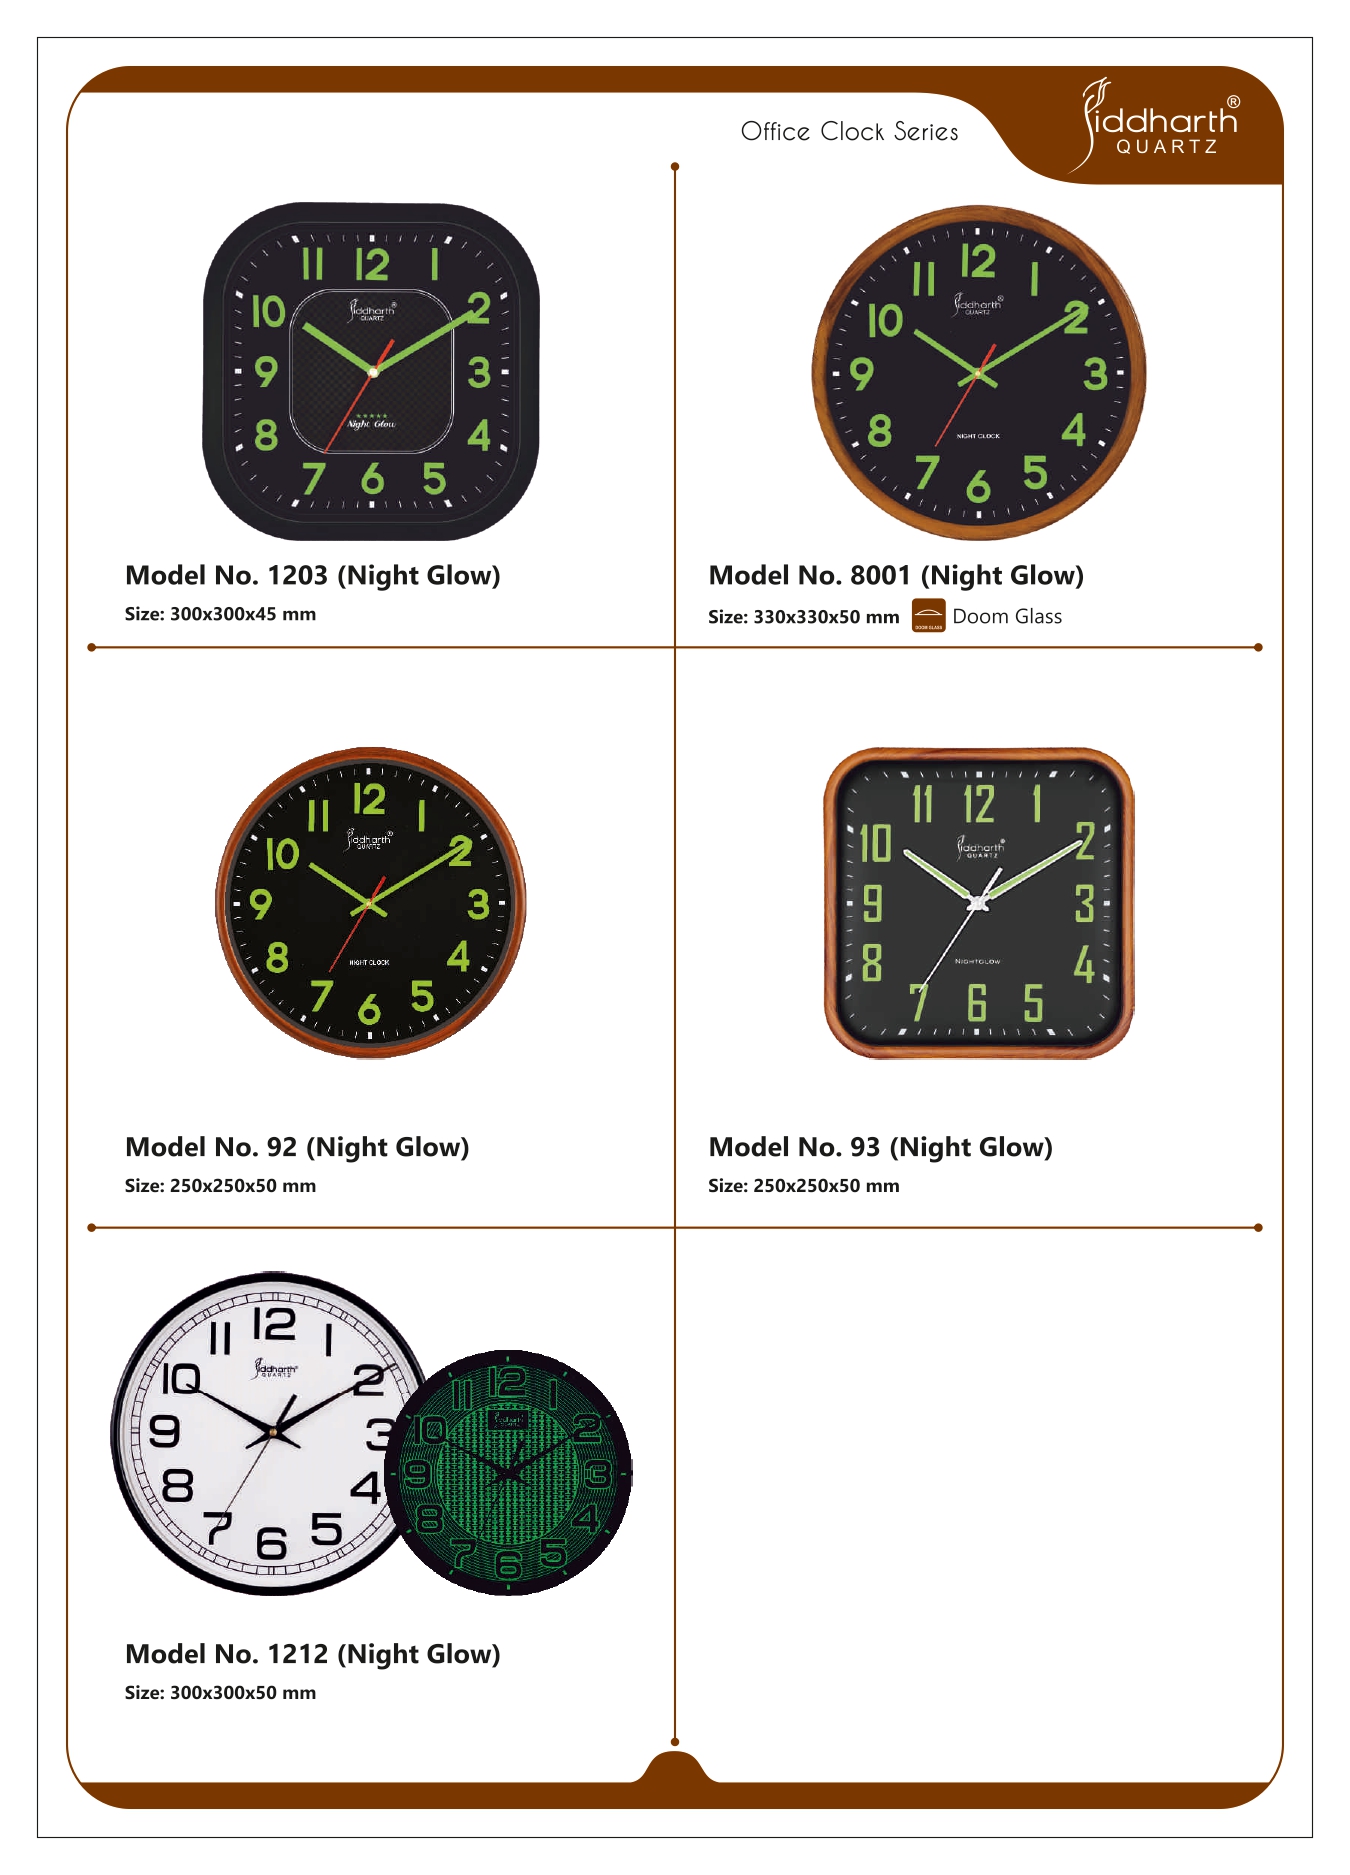 Office Clock Series
Siddharth®
QUARTZ
11 12 1
10 2
Siddharth®
QUARTZ
9 3
★★★★★
Night Glow
8 4
7 6 5
Model No. 1203 (Night Glow)
Size: 300x300x45 mm
12
11 1
10 2
Siddharth®
QUARTZ
9 3
8 4
NIGHT CLOCK
7 5
6
Model No. 8001 (Night Glow)
Size: 330x330x50 mm
DOOM GLASS
Doom Glass
12
11 1
Siddharth®
QUARTZ
10 2
9 3
8 4
NIGHT CLOCK
7 5
6
Model No. 92 (Night Glow)
Size: 250x250x50 mm
11 12 1
10 2
Siddharth®
QUARTZ
9 3
8 4
NIGHTGLOW
7 6 5
Model No. 93 (Night Glow)
Size: 250x250x50 mm
12
11 1
Siddharth®
QUARTZ
10 2
9 3
8 4
7 5
6
12
11 1
Siddharth
QUARTZ
10 2
9 3
8 4
7 5
6
Model No. 1212 (Night Glow)
Size: 300x300x50 mm